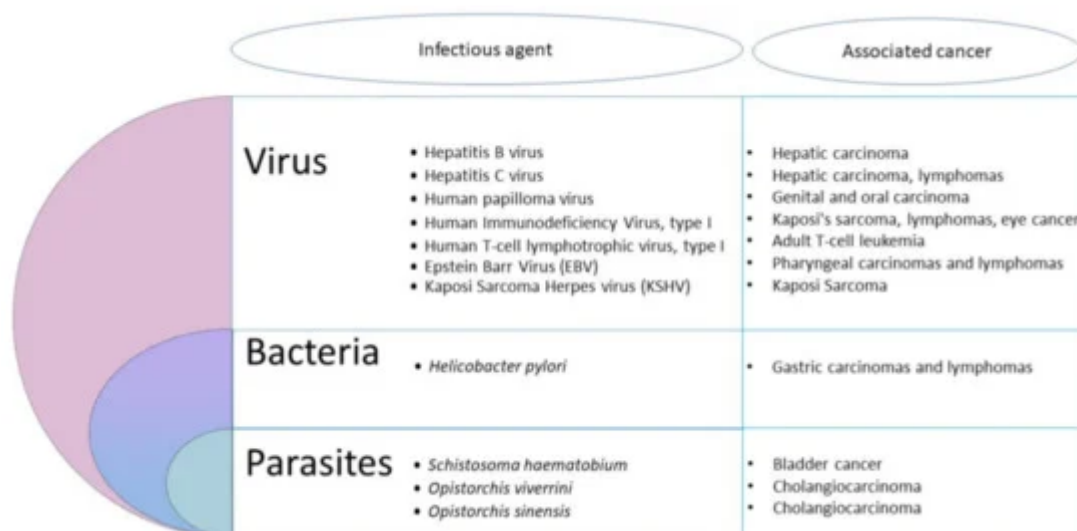 Infectious agent
Associated cancer
Virus
• Hepatitis B virus
• Hepatitis C virus
• Human papilloma virus
• Human Immunodeficiency Virus, type I
• Human T-cell lymphotrophic virus, type I
• Epstein Barr Virus (EBV)
• Kaposi Sarcoma Herpes virus (KSHV)
• Hepatic carcinoma
• Hepatic carcinoma, lymphomas
• Genital and oral carcinoma
• Kaposi's sarcoma, lymphomas, eye cancer
• Adult T-cell leukemia
• Pharyngeal carcinomas and lymphomas
• Kaposi Sarcoma
Bacteria
• Helicobacter pylori
• Gastric carcinomas and lymphomas
Parasites
• Schistosoma haematobium
• Opistorchis viverrini
• Opistorchis sinensis
• Bladder cancer
• Cholangiocarcinoma
• Cholangiocarcinoma